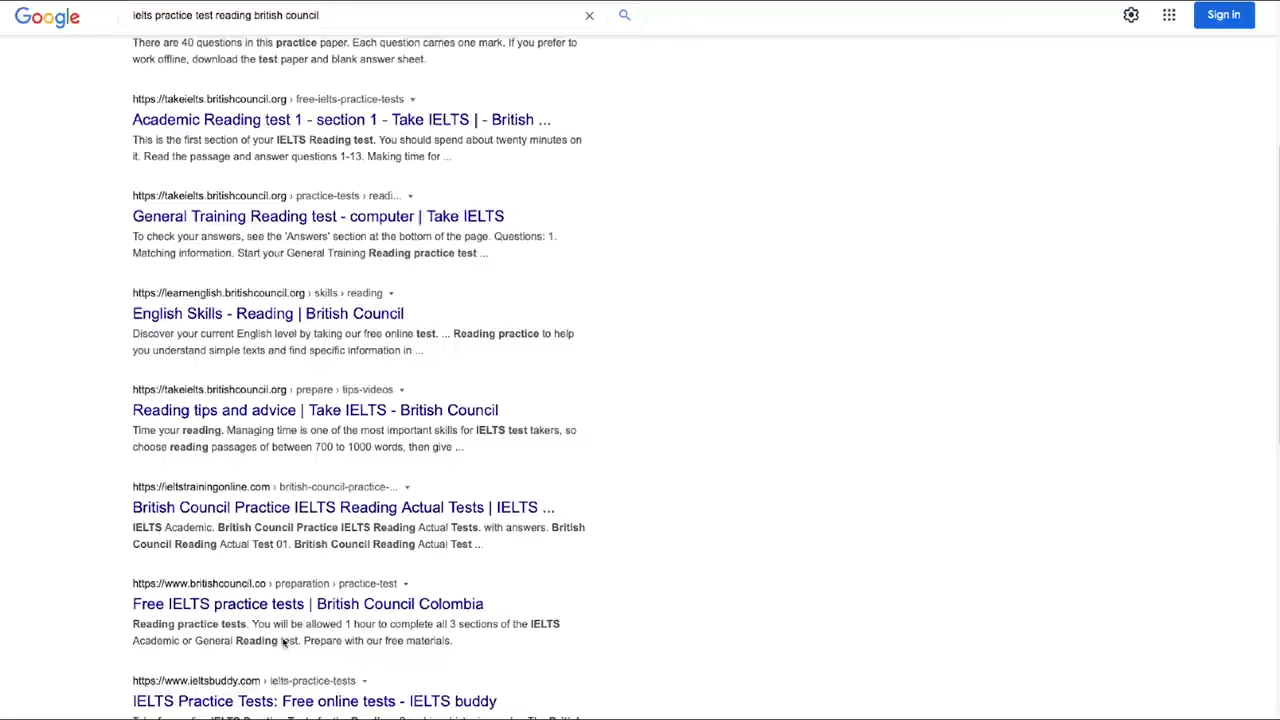 Google
ielts practice test reading british council
Sign in
There are 40 questions in this practice paper. Each question carries one mark. If you prefer to
work offline, download the test paper and blank answer sheet.
https://takeielts.britishcouncil.org › free-ielts-practice-tests
Academic Reading test 1 - section 1 - Take IELTS | - British ...
This is the first section of your IELTS Reading test. You should spend about twenty minutes on
it. Read the passage and answer questions 1-13. Making time for ...
https://takeielts.britishcouncil.org › practice-tests › readi...
General Training Reading test - computer | Take IELTS
To check your answers, see the 'Answers' section at the bottom of the page. Questions: 1.
Matching information. Start your General Training Reading practice test ...
https://learnenglish.britishcouncil.org › skills › reading
English Skills - Reading | British Council
Discover your current English level by taking our free online test. ... Reading practice to help
you understand simple texts and find specific information in ...
https://takeielts.britishcouncil.org › prepare › tips-videos
Reading tips and advice | Take IELTS - British Council
Time your reading. Managing time is one of the most important skills for IELTS test takers, so
choose reading passages of between 700 to 1000 words, then give ...
https://ieltstrainingonline.com › british-council-practice-...
British Council Practice IELTS Reading Actual Tests | IELTS ...
IELTS Academic. British Council Practice IELTS Reading Actual Tests. with answers. British
Council Reading Actual Test 01. British Council Reading Actual Test ...
https://www.britishcouncil.co › preparation › practice-test
Free IELTS practice tests | British Council Colombia
Reading practice tests. You will be allowed 1 hour to complete all 3 sections of the IELTS
Academic or General Reading test. Prepare with our free materials.
https://www.ieltsbuddy.com › ielts-practice-tests
IELTS Practice Tests: Free online tests - IELTS buddy